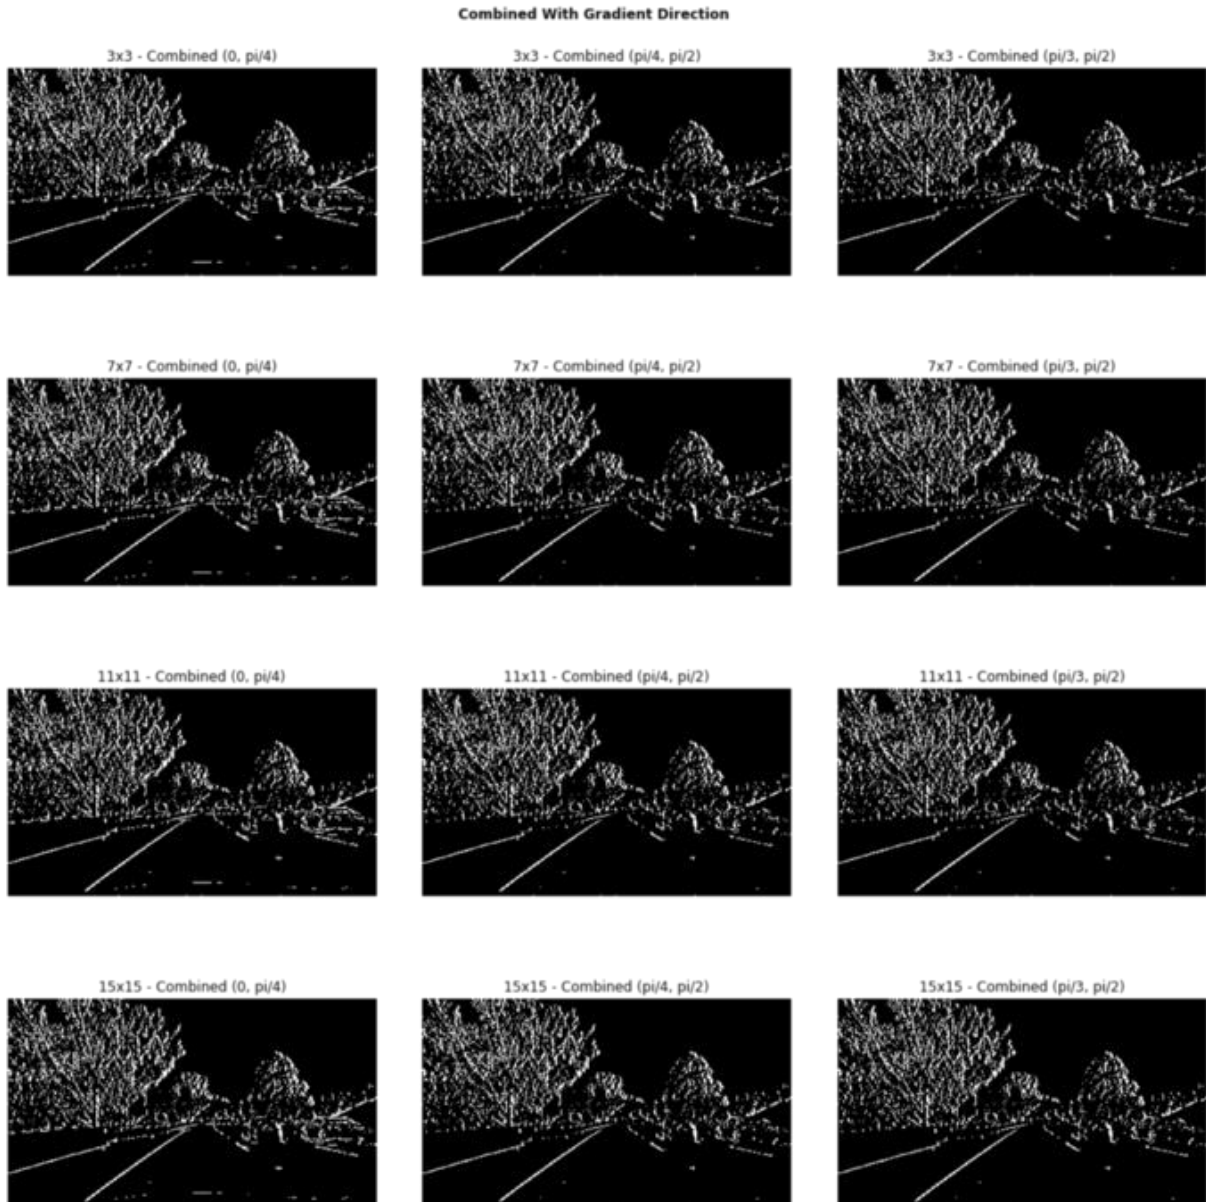 Combined With Gradient Direction
3x3 - Combined (0, pi/4)
3x3 - Combined (pi/4, pi/2)
3x3 - Combined (pi/3, pi/2)
7x7 - Combined (0, pi/4)
7x7 - Combined (pi/4, pi/2)
7x7 - Combined (pi/3, pi/2)
11x11 - Combined (0, pi/4)
11x11 - Combined (pi/4, pi/2)
11x11 - Combined (pi/3, pi/2)
15x15 - Combined (0, pi/4)
15x15 - Combined (pi/4, pi/2)
15x15 - Combined (pi/3, pi/2)